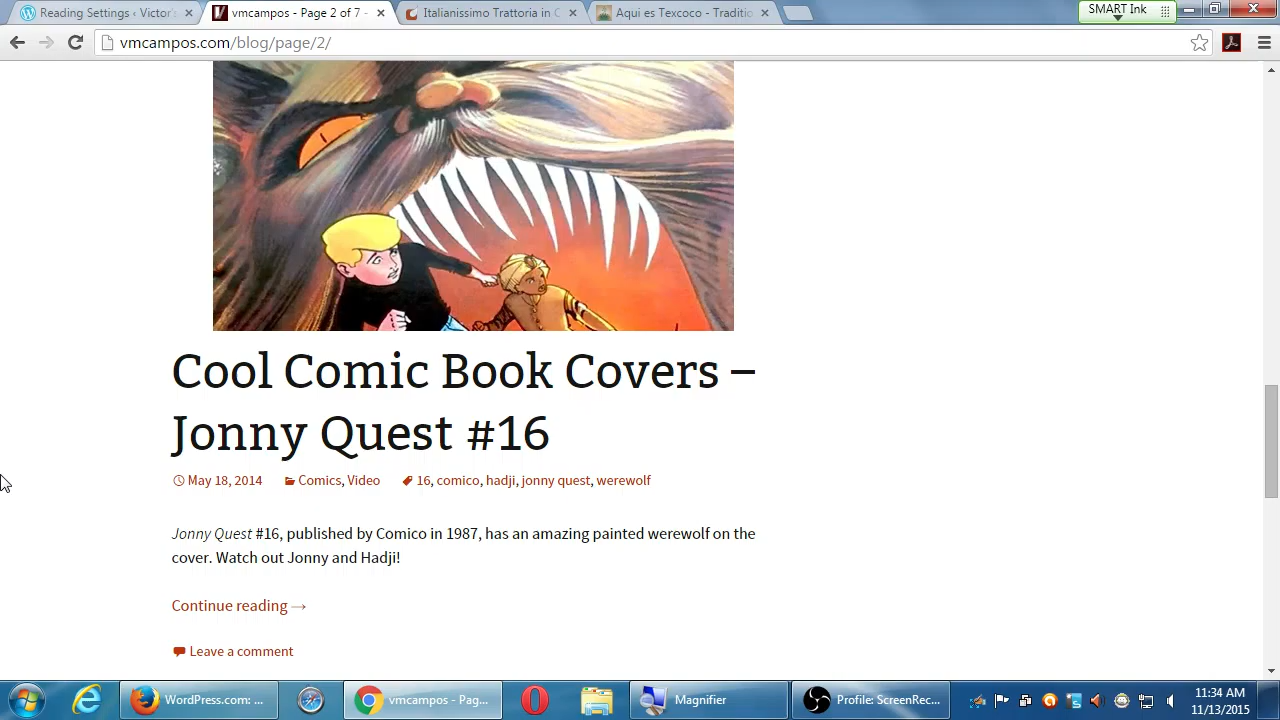 Reading Settings ‹ Victor'
vmcampos - Page 2 of 7 -
Italianissimo Trattoria in
Aqui es Texcoco - Traditio
SMART Ink
vmcampos.com/blog/page/2/
Cool Comic Book Covers –
Jonny Quest #16
May 18, 2014 Comics, Video 16, comico, hadji, jonny quest, werewolf
Jonny Quest #16, published by Comico in 1987, has an amazing painted werewolf on the
cover. Watch out Jonny and Hadji!
Continue reading →
Leave a comment
WordPress.com: ...
vmcampos - Pag...
Magnifier
Profile: ScreenRec...
11:34 AM
11/13/2015